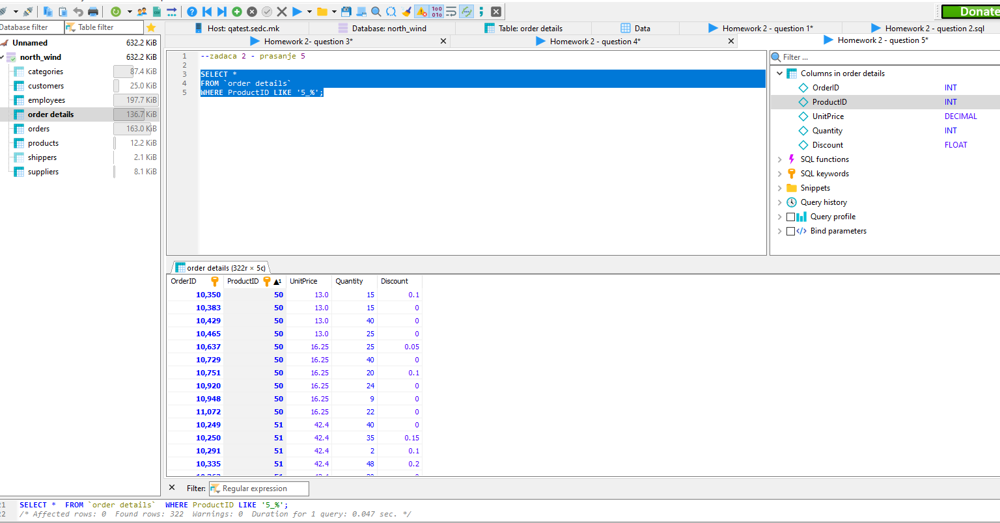 Donate
Database filter
Table filter
Host: qatest.sedc.mk
Database: north_wind
Table: order details
Data
Homework 2 - question 1*
Homework 2 - question 2.sql
Homework 2- question 3*
Homework 2 - question 4*
Homework 2 - question 5*
Unnamed 632.2 KiB
north_wind 632.2 KiB
categories 87.4 KiB
customers 25.0 KiB
employees 197.7 KiB
order details 136.7 KiB
orders 163.0 KiB
products 12.2 KiB
shippers 2.1 KiB
suppliers 8.1 KiB
1 --zadaca 2 - prasanje 5
2
3 SELECT *
4 FROM `order details`
5 WHERE ProductID LIKE '5_%';
Filter ...
Columns in order details
OrderID INT
ProductID INT
UnitPrice DECIMAL
Quantity INT
Discount FLOAT
SQL functions
SQL keywords
Snippets
Query history
Query profile
Bind parameters
order details (322r × 5c)
OrderID ProductID ▲1 UnitPrice Quantity Discount
10,350 50 13.0 15 0.1
10,383 50 13.0 15 0
10,429 50 13.0 40 0
10,465 50 13.0 25 0
10,637 50 16.25 25 0.05
10,729 50 16.25 40 0
10,751 50 16.25 20 0.1
10,920 50 16.25 24 0
10,948 50 16.25 9 0
11,072 50 16.25 22 0
10,249 51 42.4 40 0
10,250 51 42.4 35 0.15
10,291 51 42.4 2 0.1
10,335 51 42.4 48 0.2
Filter: Regular expression
21 SELECT * FROM `order details` WHERE ProductID LIKE '5_%';
22 /* Affected rows: 0 Found rows: 322 Warnings: 0 Duration for 1 query: 0.047 sec. */